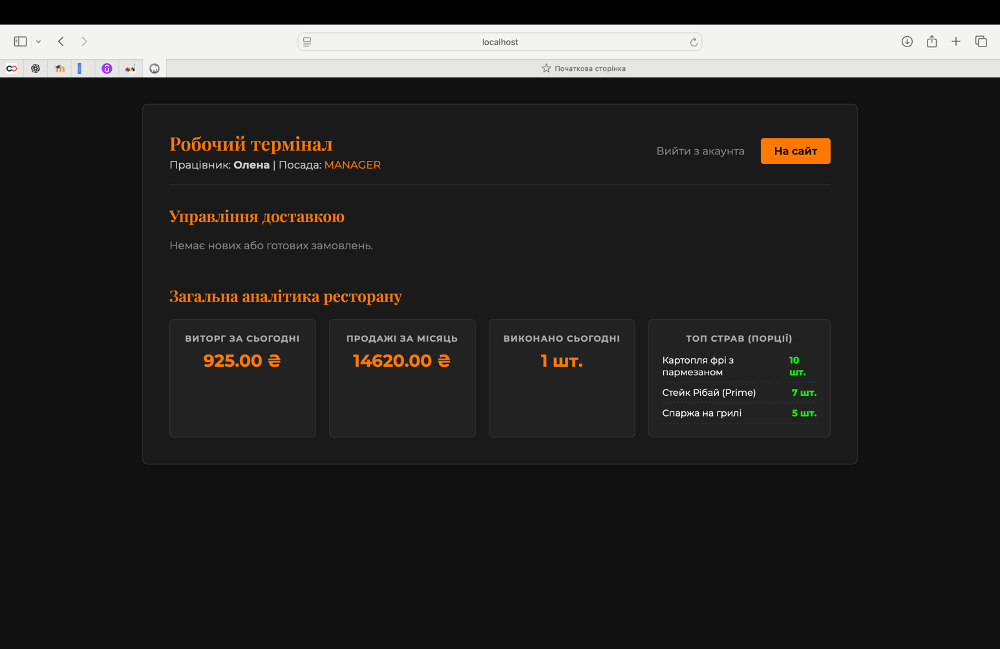 localhost
Початкова сторінка
Робочий термінал
Працівник: Олена | Посада: MANAGER
Вийти з акаунта
На сайт
Управління доставкою
Немає нових або готових замовлень.
Загальна аналітика ресторану
ВИТОРГ ЗА СЬОГОДНІ
925.00 ₴
ПРОДАЖІ ЗА МІСЯЦЬ
14620.00 ₴
ВИКОНАНО СЬОГОДНІ
1 шт.
ТОП СТРАВ (ПОРЦІЇ)
Картопля фрі з 10
пармезаном шт.
Стейк Рібай (Prime) 7 шт.
Спаржа на грилі 5 шт.